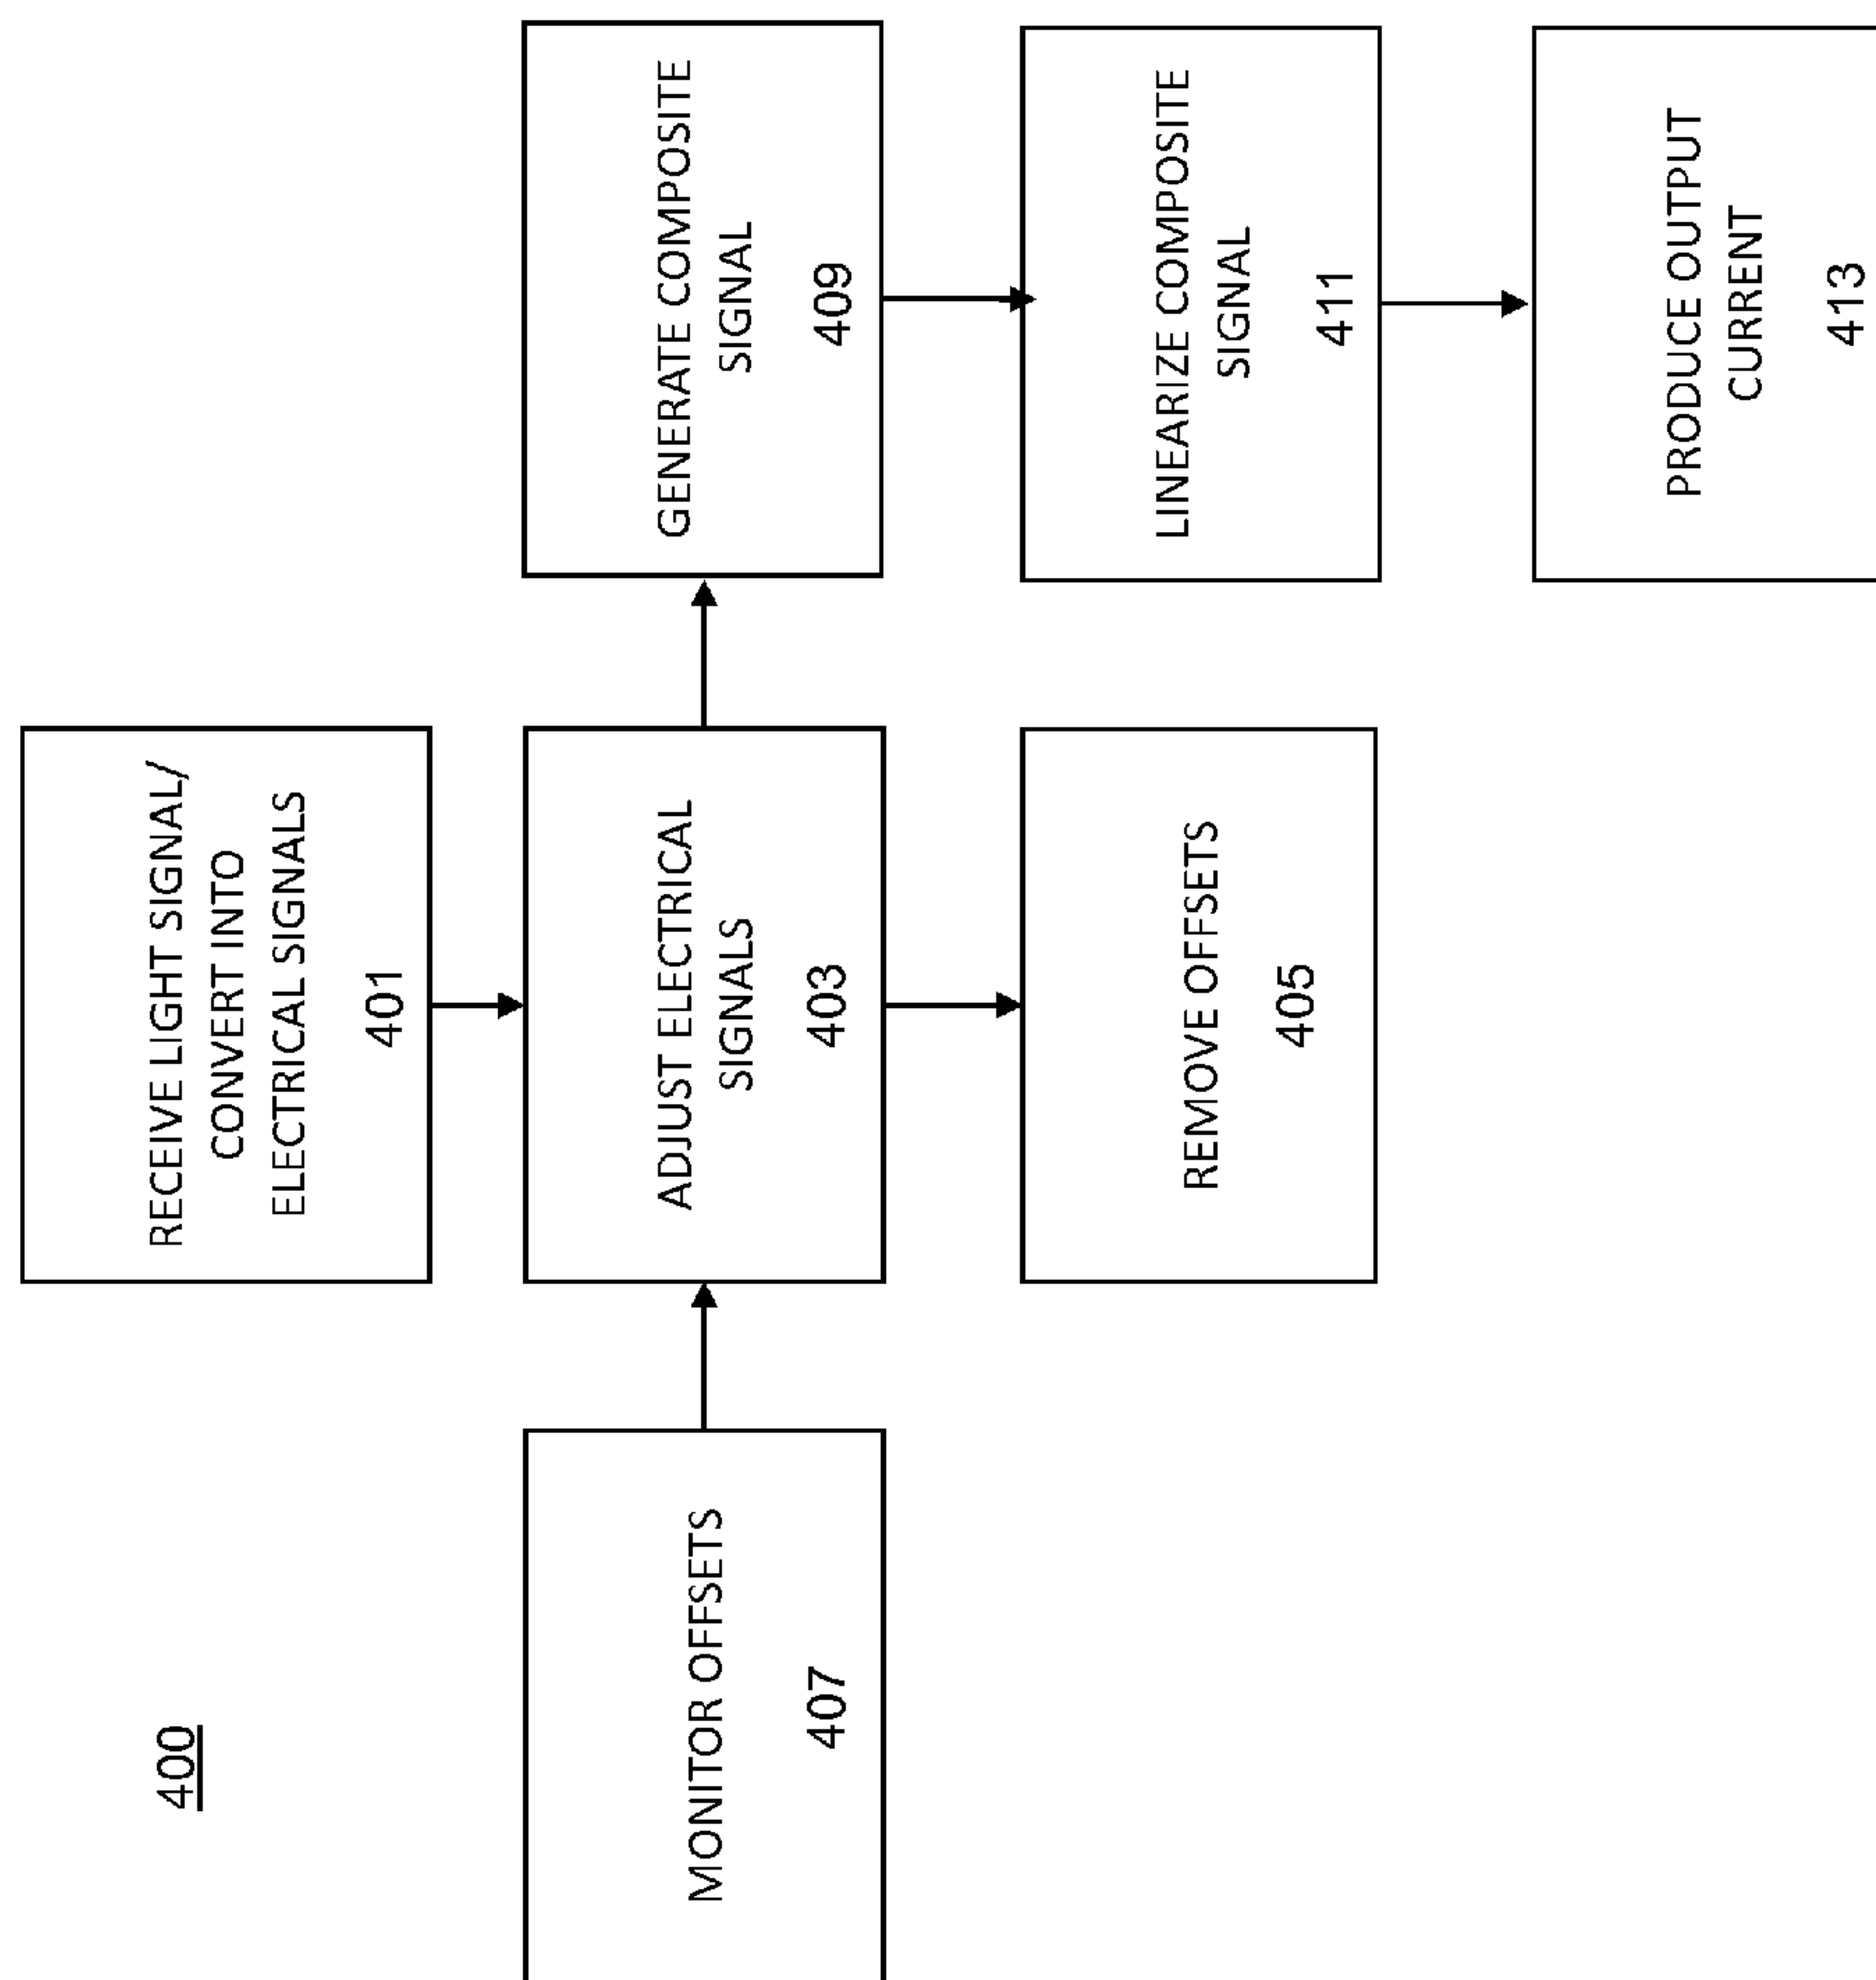 400
RECEIVE LIGHT SIGNAL/
CONVERT INTO
ELECTRICAL SIGNALS
401
MONITOR OFFSETS
407
ADJUST ELECTRICAL
SIGNALS
403
GENERATE COMPOSITE
SIGNAL
409
REMOVE OFFSETS
405
LINEARIZE COMPOSITE
SIGNAL
411
PRODUCE OUTPUT
CURRENT
413